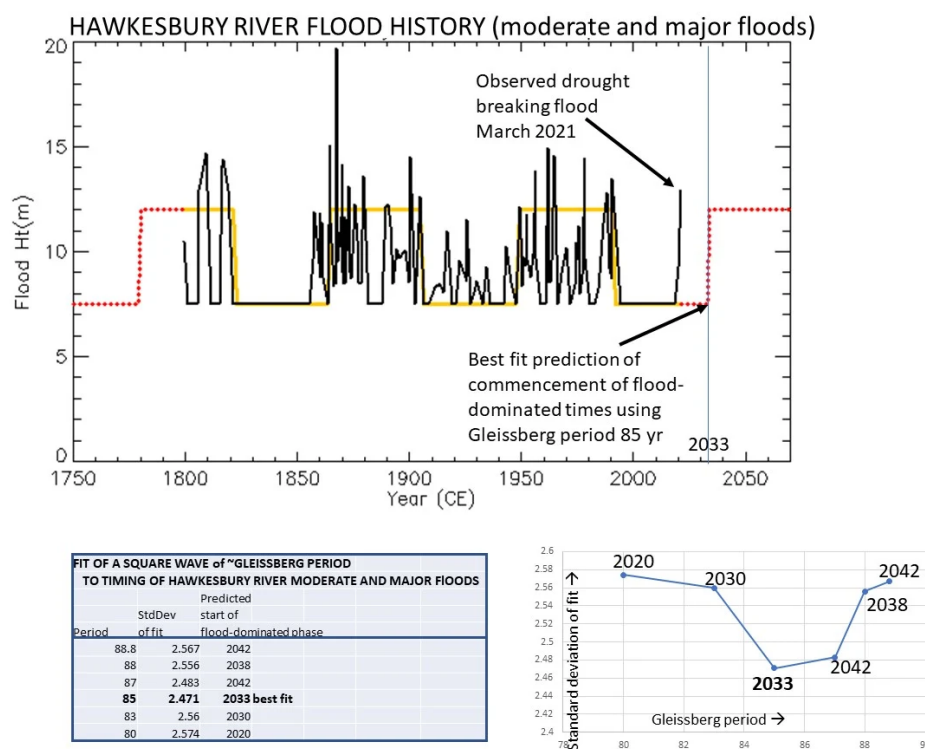 HAWKESBURY RIVER FLOOD HISTORY (moderate and major floods)
20
15
10
5
0
Flood Ht(m)
Observed drought
breaking flood
March 2021
Best fit prediction of
commencement of flood-
dominated times using
Gleissberg period 85 yr
2033
1750 1800 1850 1900 1950 2000 2050
Year (CE)
FIT OF A SQUARE WAVE of ~GLEISSBERG PERIOD
TO TIMING OF HAWKESBURY RIVER MODERATE AND MAJOR FlOODS
Predicted
StdDev start of
Period of fit flood-dominated phase
88.8 2.567 2042
88 2.556 2038
87 2.483 2042
85 2.471 2033 best fit
83 2.56 2030
80 2.574 2020
Standard deviation of fit →
2.6
2.58
2.56
2.54
2.52
2.5
2.48
2.46
2.44
2.42
2.4
2020
2030
2033
2042
2038
2042
Gleissberg period →
78 80 82 84 86 88 90